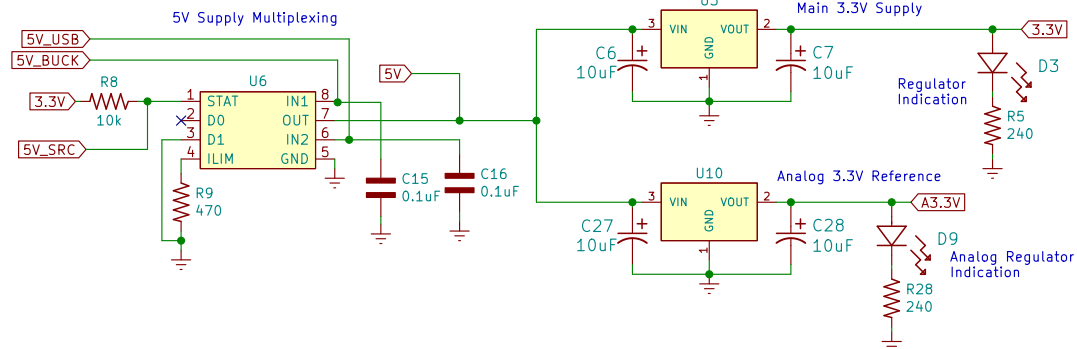 5V Supply Multiplexing
5V_USB
5V_BUCK
3.3V
R8
10k
5V_SRC
U6
1
2
3
4
STAT
D0
D1
ILIM
IN1
OUT
IN2
GND
8
7
6
5
R9
470
5V
C15
0.1uF
C16
0.1uF
Main 3.3V Supply
3
VIN
VOUT
2
GND
1
C6
10uF
C7
10uF
3.3V
D3
Regulator
Indication
R5
240
U10
Analog 3.3V Reference
3
VIN
VOUT
2
GND
1
C27
10uF
C28
10uF
A3.3V
D9
Analog Regulator
Indication
R28
240